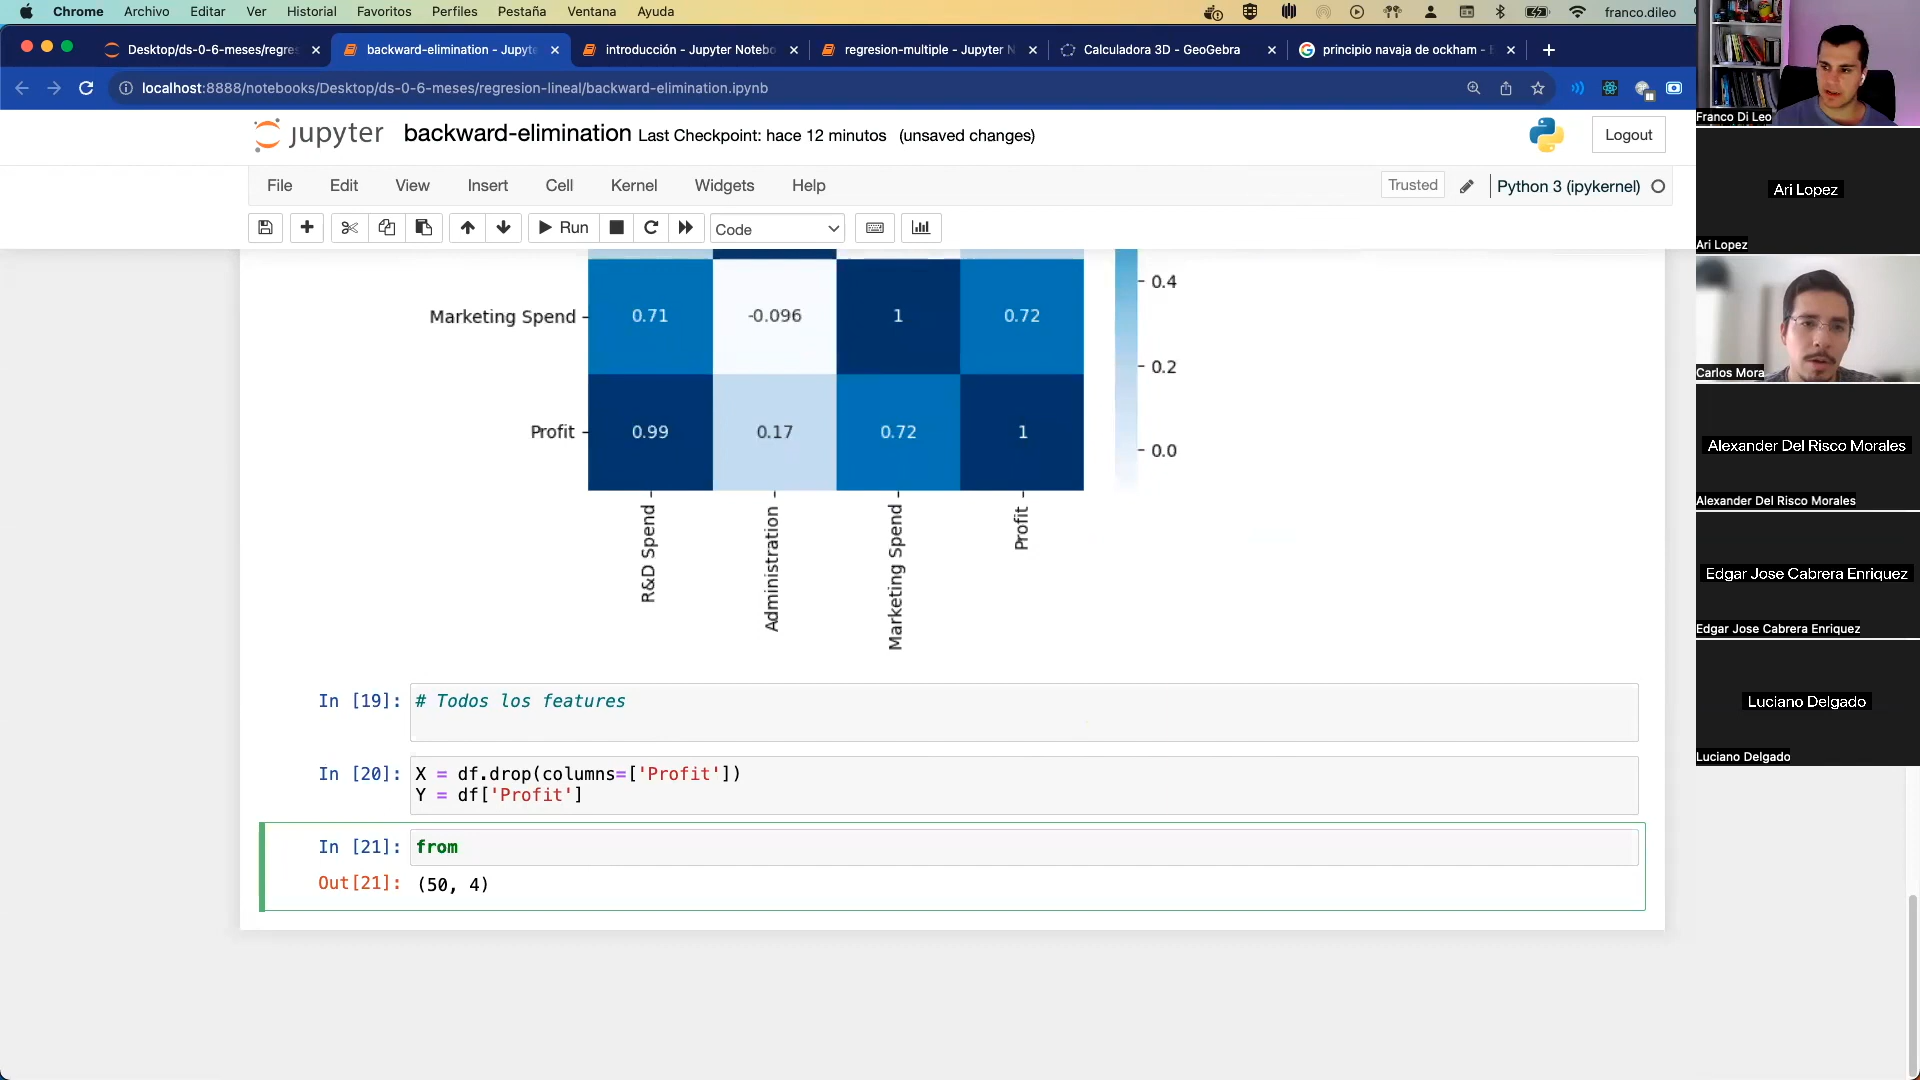 Chrome Archivo Editar Ver Historial Favoritos Perfiles Pestaña Ventana Ayuda franco.dileo
Desktop/ds-0-6-meses/regres
backward-elimination - Jupyte
introducción - Jupyter Notebo
regresion-multiple - Jupyter N
Calculadora 3D - GeoGebra
principio navaja de ockham -
localhost:8888/notebooks/Desktop/ds-0-6-meses/regresion-lineal/backward-elimination.ipynb
jupyter backward-elimination Last Checkpoint: hace 12 minutos (unsaved changes)
Logout
File Edit View Insert Cell Kernel Widgets Help
Trusted
Python 3 (ipykernel)
Run
Code
Marketing Spend 0.71 -0.096 1 0.72
Profit 0.99 0.17 0.72 1
0.4
0.2
0.0
R&D Spend
Administration
Marketing Spend
Profit
In [19]: # Todos los features
In [20]: X = df.drop(columns=['Profit'])
Y = df['Profit']
In [21]: from
Out[21]: (50, 4)
Franco Di Leo
Ari Lopez
Ari Lopez
Carlos Mora
Alexander Del Risco Morales
Alexander Del Risco Morales
Edgar Jose Cabrera Enriquez
Edgar Jose Cabrera Enriquez
Luciano Delgado
Luciano Delgado